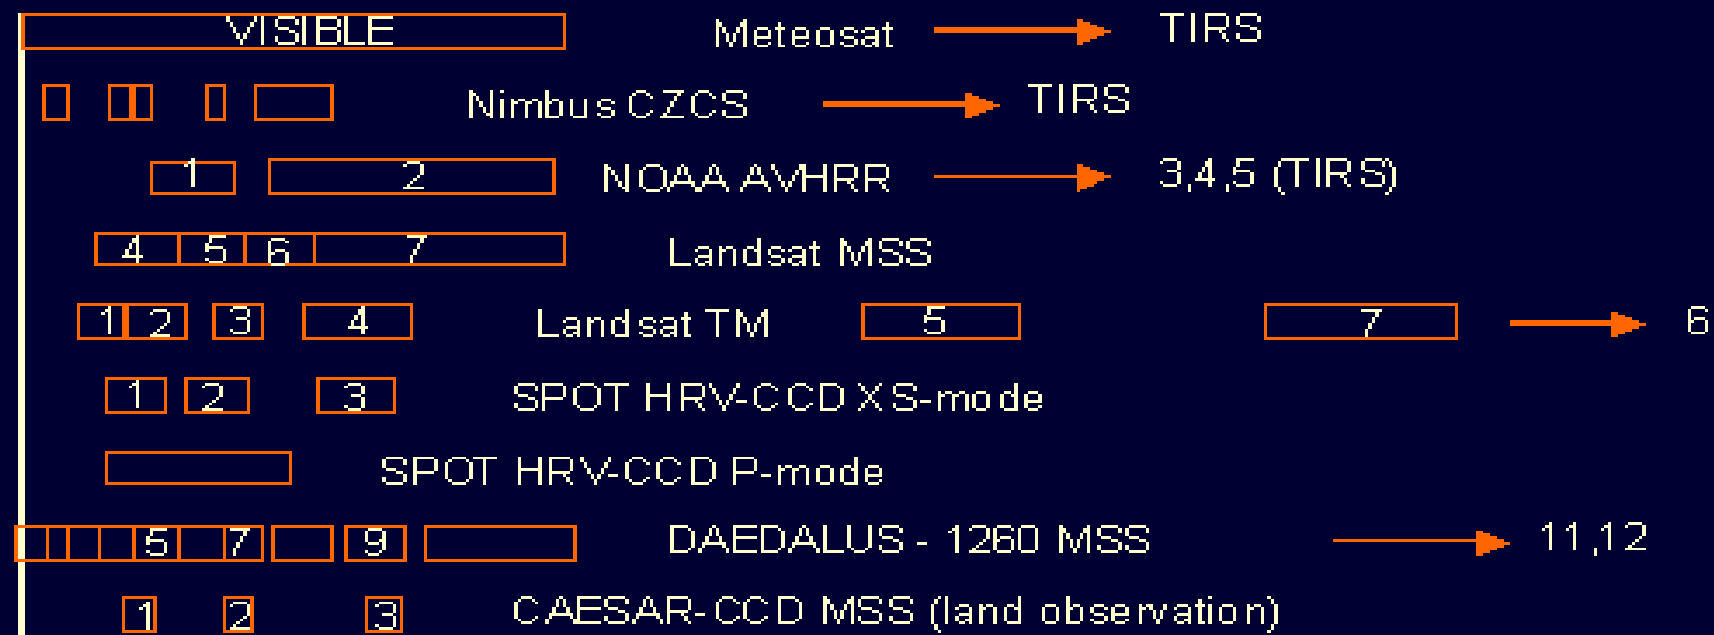 VISIBLE Meteosat TIRS
Nimbus CZCS TIRS
1 2 NOAA AVHRR 3,4,5 (TIRS)
4 5 6 7 Landsat MSS
1 2 3 4 Landsat TM 5 7 6
1 2 3 SPOT HRV-CCD XS-mode
SPOT HRV-CCD P-mode
5 7 9 DAEDALUS - 1260 MSS 11,12
1 2 3 CAESAR-CCD MSS (land observation)